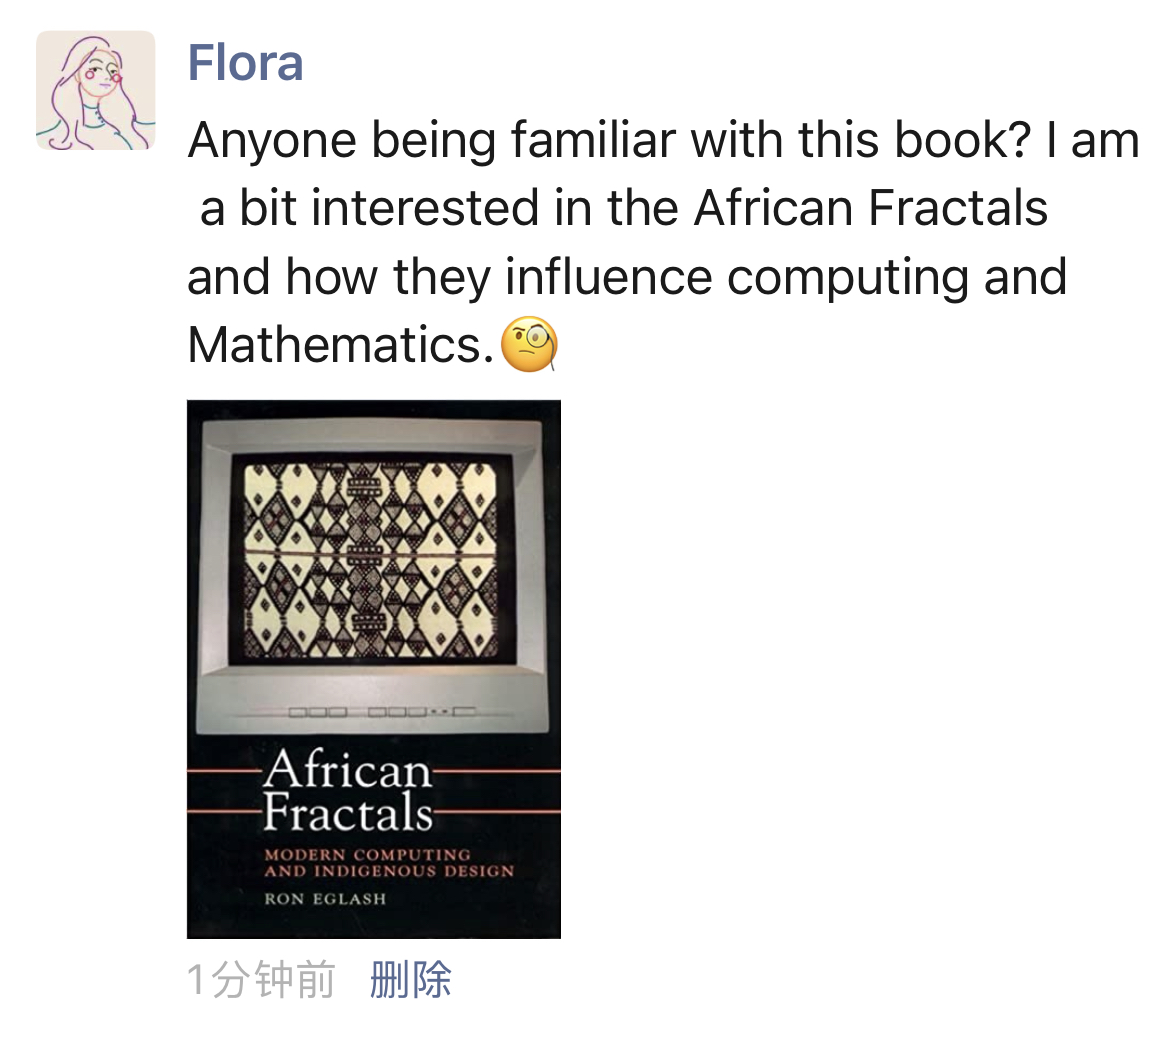 Flora
Anyone being familiar with this book? I am
a bit interested in the African Fractals
and how they influence computing and
Mathematics.🧐
African
Fractals
MODERN COMPUTING
AND INDIGENOUS DESIGN
RON EGLASH
1分钟前 删除